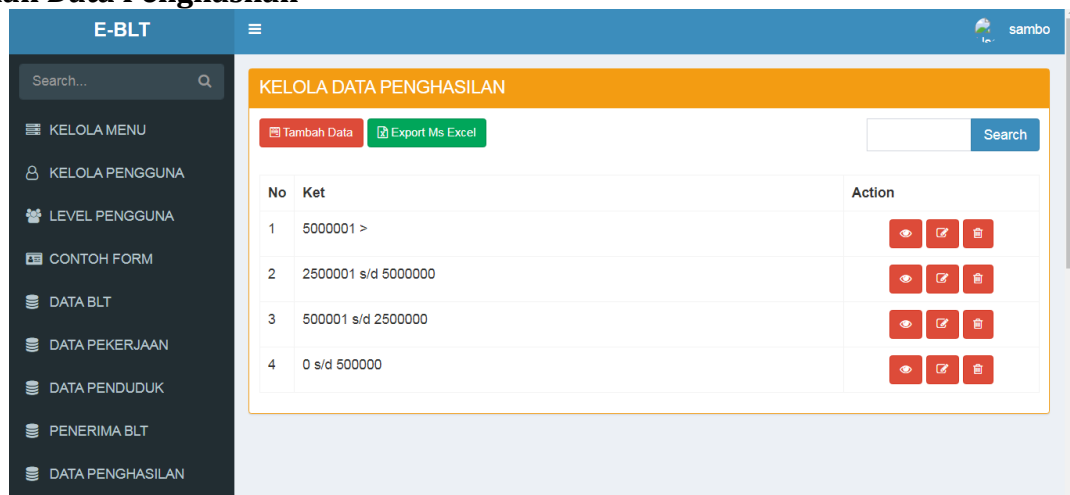 E-BLT
sambo
Search...
KELOLA MENU
KELOLA PENGGUNA
LEVEL PENGGUNA
CONTOH FORM
DATA BLT
DATA PEKERJAAN
DATA PENDUDUK
PENERIMA BLT
DATA PENGHASILAN
KELOLA DATA PENGHASILAN
Tambah Data Export Ms Excel Search
No Ket Action
1 5000001 >
2 2500001 s/d 5000000
3 500001 s/d 2500000
4 0 s/d 500000